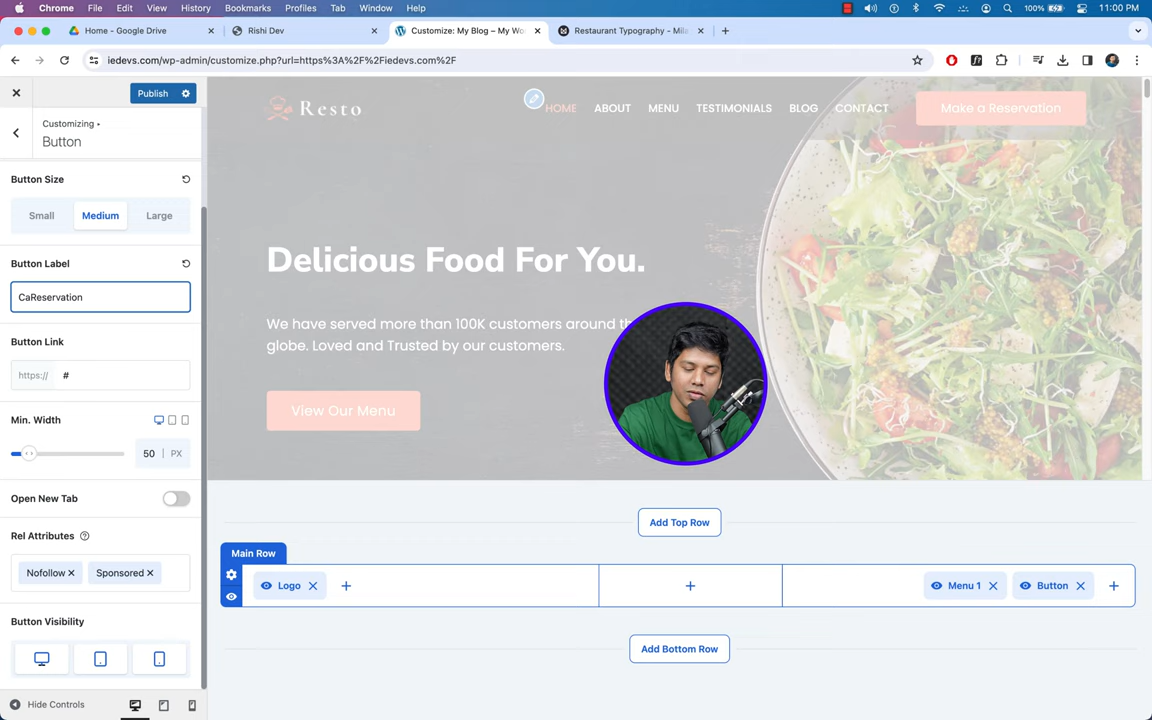 Chrome File Edit View History Bookmarks Profiles Tab Window Help 100% 11:00 PM
Home - Google Drive Rishi Dev Customize: My Blog – My Wo Restaurant Typography - Mila
iedevs.com/wp-admin/customize.php?url=https%3A%2F%2Fiedevs.com%2F
Publish
Customizing •
Button
Resto HOME ABOUT MENU TESTIMONIALS BLOG CONTACT Make a Reservation
Button Size
Small Medium Large
Button Label
CaReservation
Button Link
https:// #
Min. Width
50 | PX
Open New Tab
Rel Attributes
Nofollow Sponsored
Button Visibility
Hide Controls
Delicious Food For You.
We have served more than 100K customers around th
globe. Loved and Trusted by our customers.
View Our Menu
Add Top Row
Main Row
Logo Menu 1 Button
Add Bottom Row